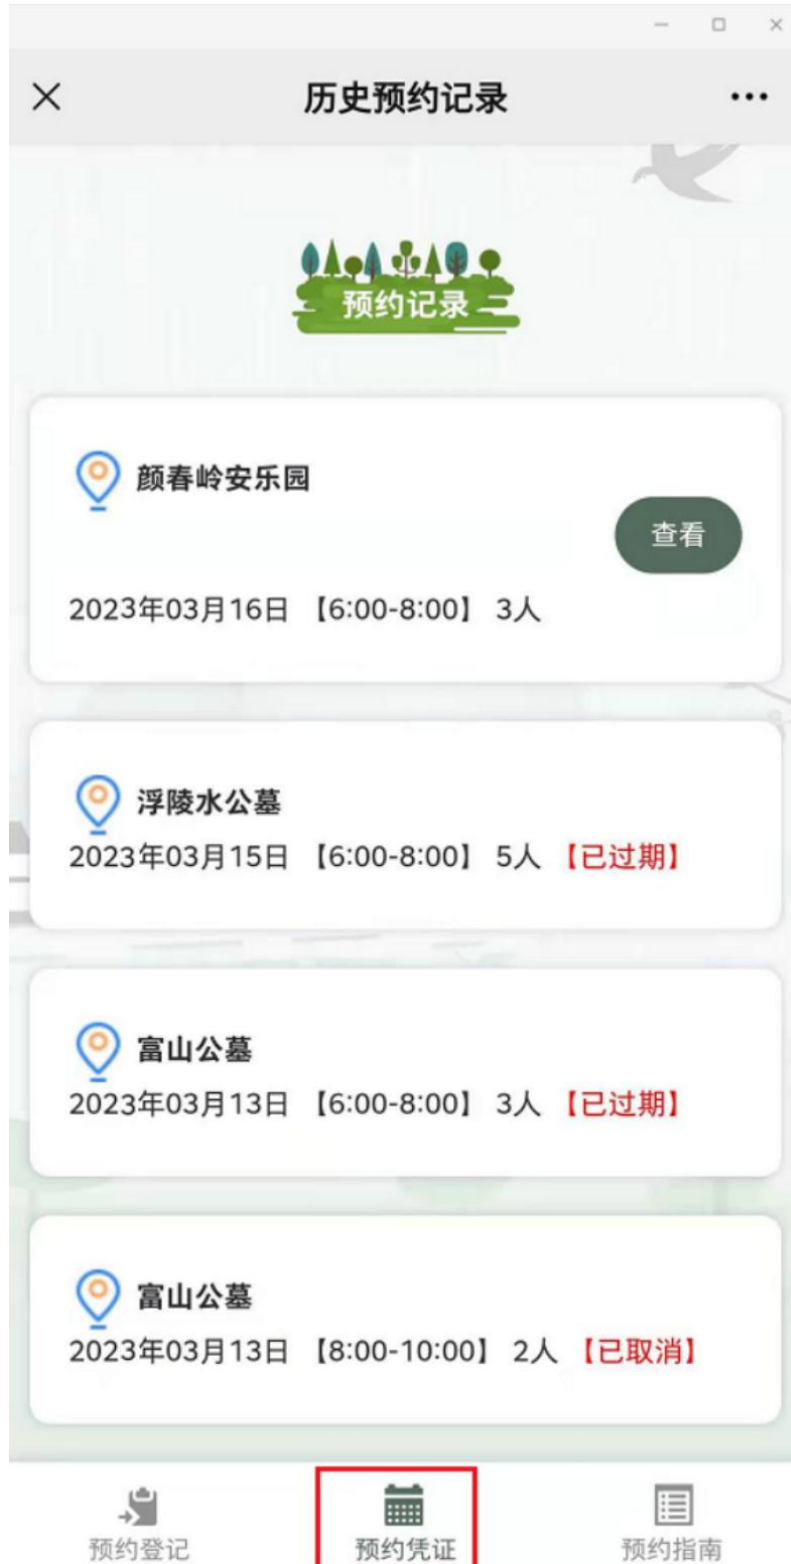 历史预约记录
预约记录
颜春岭安乐园
查看
2023年03月16日 【6:00-8:00】 3人
浮陵水公墓
2023年03月15日 【6:00-8:00】 5人 【已过期】
富山公墓
2023年03月13日 【6:00-8:00】 3人 【已过期】
富山公墓
2023年03月13日 【8:00-10:00】 2人 【已取消】
预约登记
预约凭证
预约指南